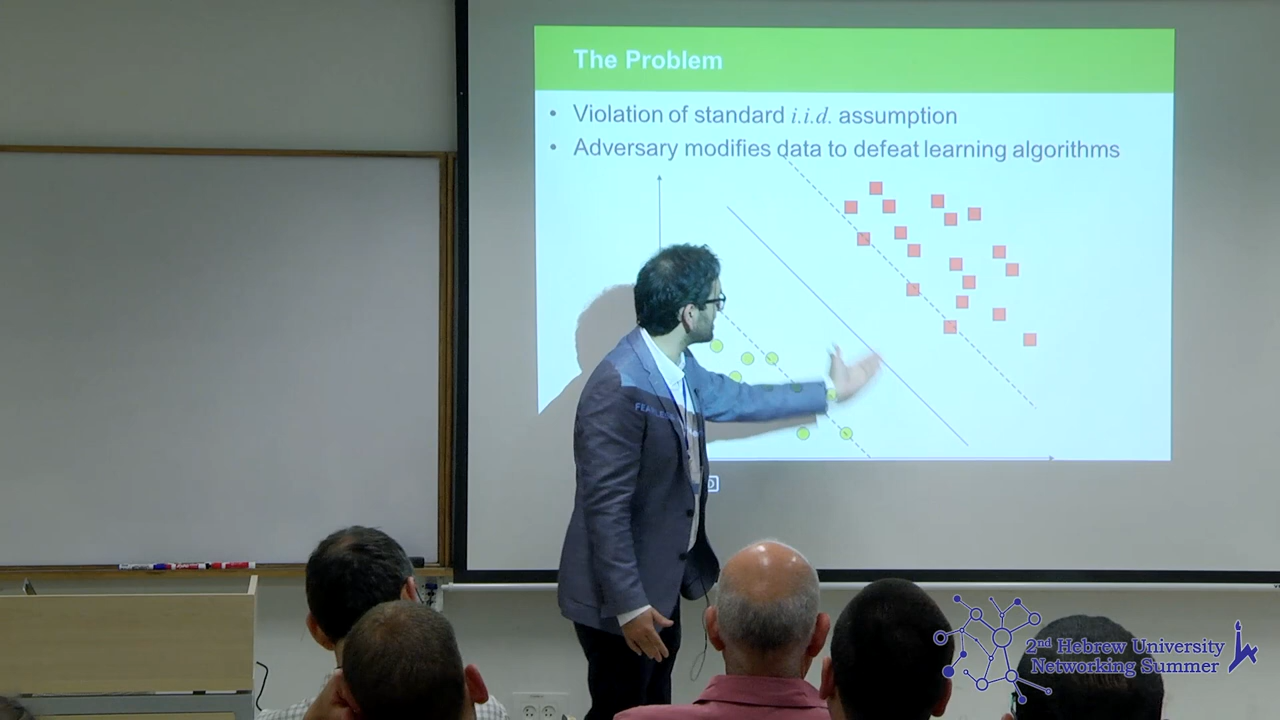 The Problem
• Violation of standard i.i.d. assumption
• Adversary modifies data to defeat learning algorithms
2nd Hebrew University
Networking Summer